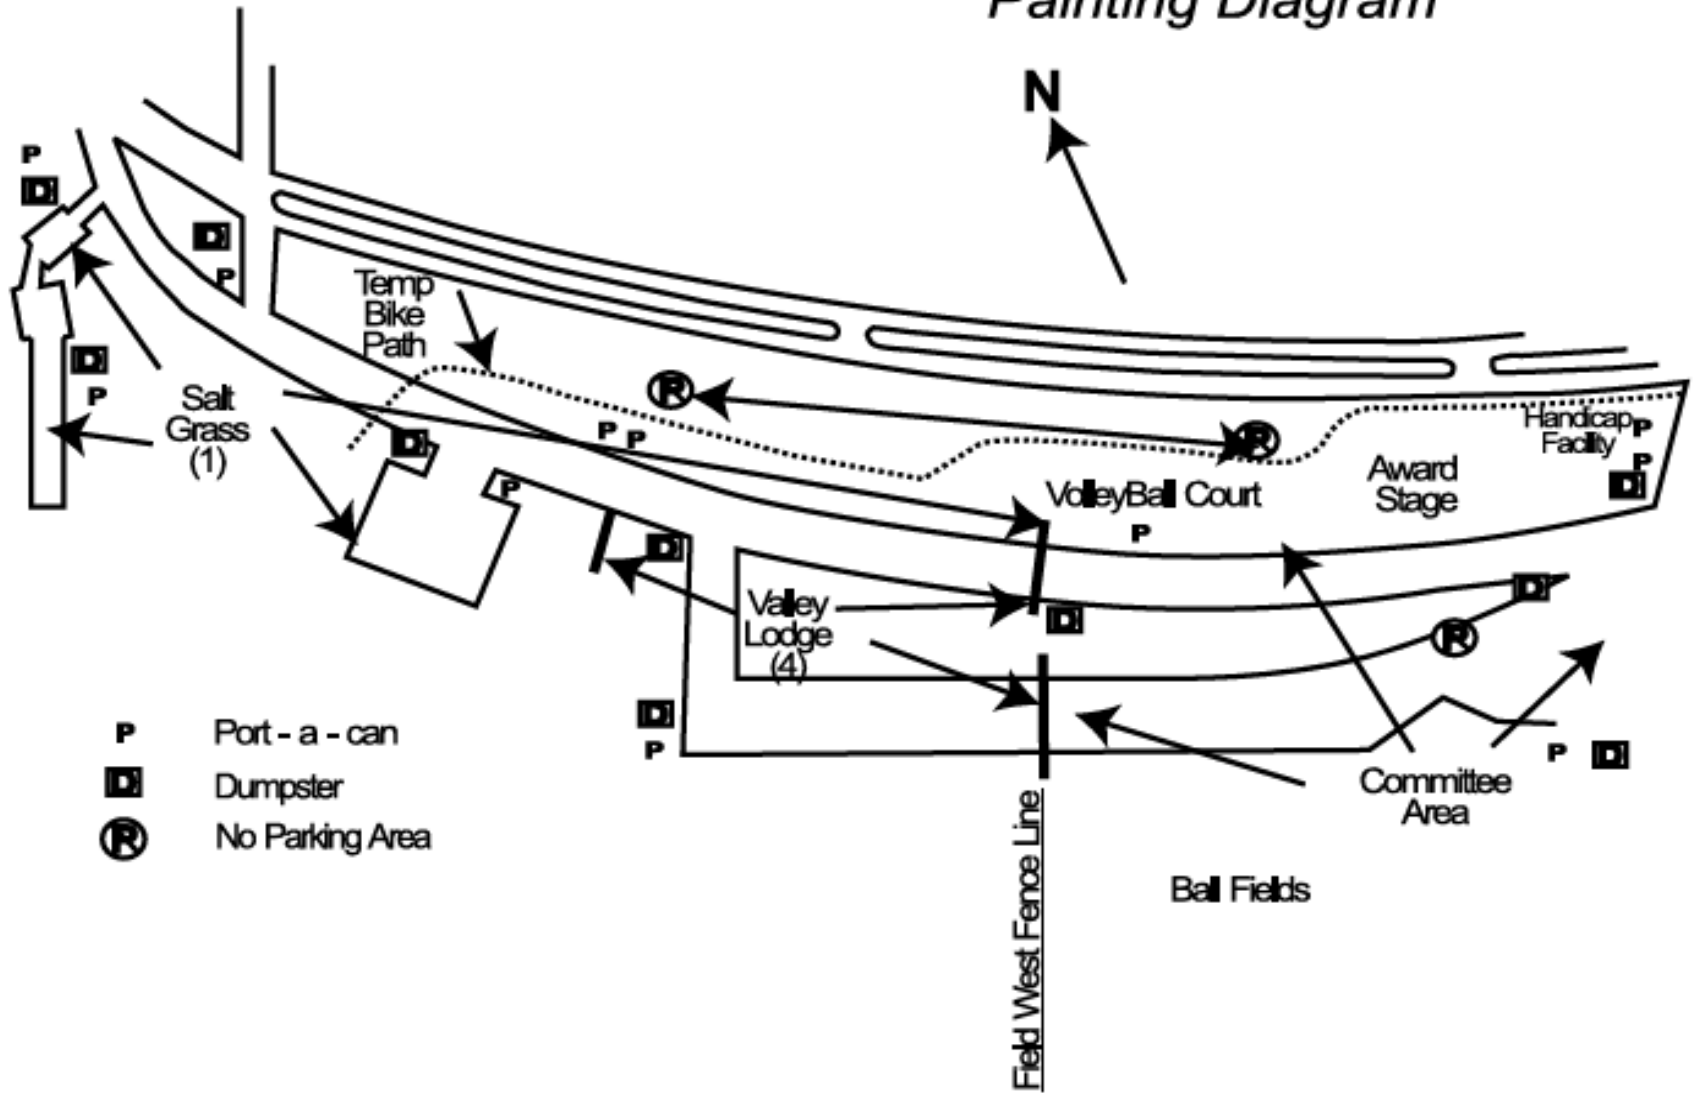 Painting Diagram
N
P
D
D
P
Temp
Bike
Path
D
P
Salt
Grass
(1)
R
R
P P
D
P
Handicap
Facility
P
P
D
Award
Stage
VolleyBall Court
P
D
Valley
Lodge
(4)
D
D
R
D
P
P
D
Committee
Area
P Port - a - can
D Dumpster
R No Parking Area
Field West Fence Line
Ball Fields